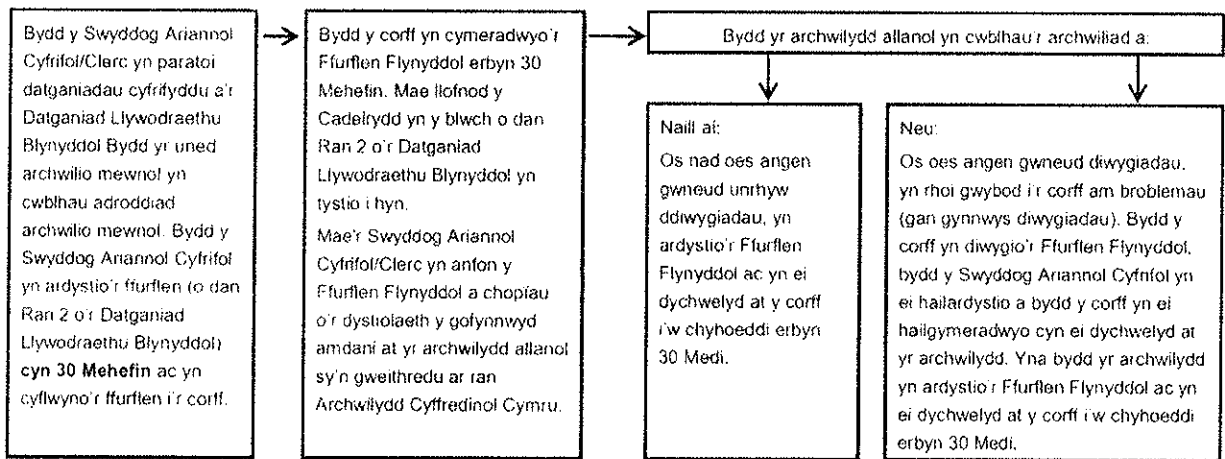 Bydd y Swyddog Ariannol
Cyfrifol/Clerc yn paratoi
datganiadau cyfrifyddu a'r
Datganiad Llywodraethu
Blynyddol Bydd yr uned
archwilio mewnol yn
cwblhau adroddiad
archwilio mewnol. Bydd y
Swyddog Ariannol Cyfrifol
yn ardystio'r ffurflen (o dan
Ran 2 o'r Datganiad
Llywodraethu Blynyddol)
cyn 30 Mehefin ac yn
cyflwyno'r ffurflen i'r corff.
Bydd y corff yn cymeradwyo'r
Ffurflen Flynyddol erbyn 30
Mehefin. Mae llofnod y
Cadeirydd yn y blwch o dan
Ran 2 o'r Datganiad
Llywodraethu Blynyddol yn
tystio i hyn.
Mae'r Swyddog Ariannol
Cyfrifol/Clerc yn anfon y
Ffurflen Flynyddol a chopïau
o'r dystiolaeth y gofynnwyd
amdani at yr archwilydd allanol
sy'n gweithredu ar ran
Archwilydd Cyffredinol Cymru.
Bydd yr archwilydd allanol yn cwblhau'r archwiliad a:
Naill ai:
Os nad oes angen
gwneud unrhyw
ddiwygiadau, yn
ardystio'r Ffurflen
Flynyddol ac yn ei
dychwelyd at y corff
i'w chyhoeddi erbyn
30 Medi.
Neu:
Os oes angen gwneud diwygiadau,
yn rhoi gwybod i'r corff am broblemau
(gan gynnwys diwygiadau). Bydd y
corff yn diwygio'r Ffurflen Flynyddol,
bydd y Swyddog Ariannol Cyfrifol yn
ei hailardystio a bydd y corff yn ei
hailgymeradwyo cyn ei dychwelyd at
yr archwilydd. Yna bydd yr archwilydd
yn ardystio'r Ffurflen Flynyddol ac yn
ei dychwelyd at y corff i'w chyhoeddi
erbyn 30 Medi.